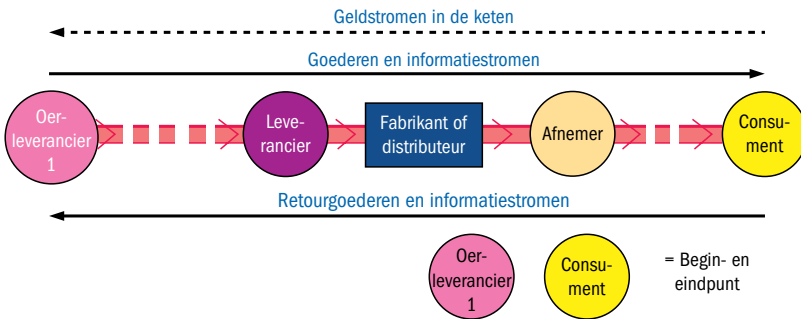 Geldstromen in de keten
Goederen en informatiestromen
Oer-
leverancier
1
Leve-
rancier
Fabrikant of
distributeur
Afnemer
Consu-
ment
Retourgoederen en informatiestromen
Oer-
leverancier
1
Consu-
ment
= Begin- en
eindpunt